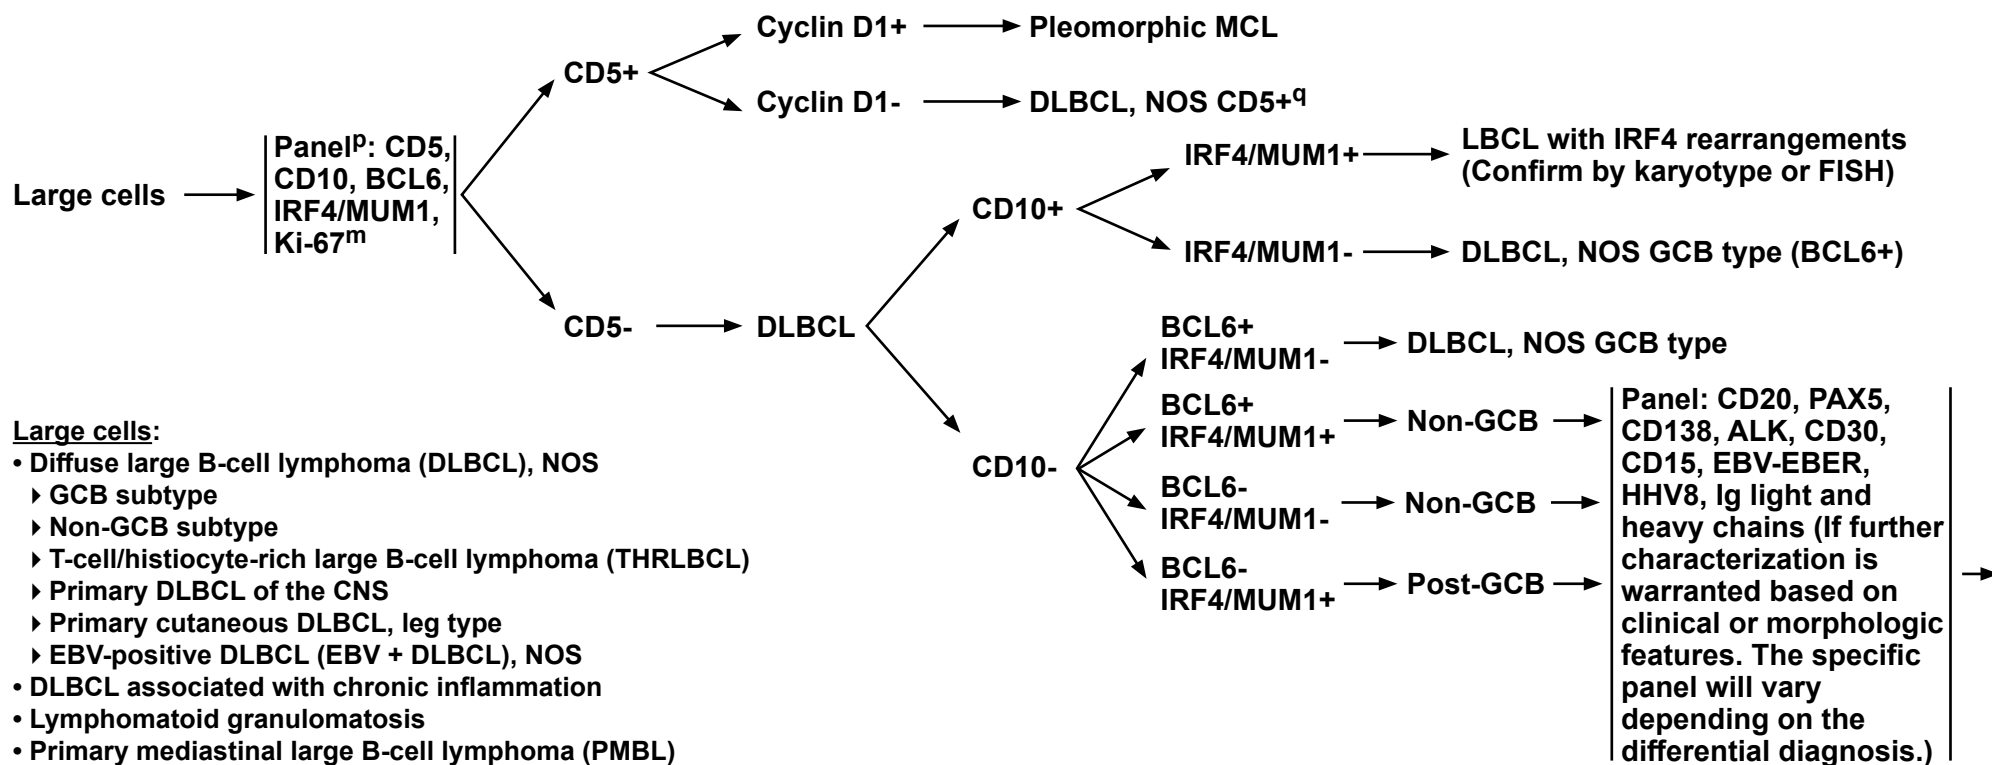 Large cells
Panelp: CD5,
CD10, BCL6,
IRF4/MUM1,
Ki-67m
CD5+
Cyclin D1+
Pleomorphic MCL
Cyclin D1-
DLBCL, NOS CD5+q
CD5-
DLBCL
CD10+
IRF4/MUM1+
LBCL with IRF4 rearrangements
(Confirm by karyotype or FISH)
IRF4/MUM1-
DLBCL, NOS GCB type (BCL6+)
CD10-
BCL6+
IRF4/MUM1-
DLBCL, NOS GCB type
BCL6+
IRF4/MUM1+
Non-GCB
BCL6-
IRF4/MUM1-
Non-GCB
BCL6-
IRF4/MUM1+
Post-GCB
Panel: CD20, PAX5,
CD138, ALK, CD30,
CD15, EBV-EBER,
HHV8, Ig light and
heavy chains (If further
characterization is
warranted based on
clinical or morphologic
features. The specific
panel will vary
depending on the
differential diagnosis.)
Large cells:
• Diffuse large B-cell lymphoma (DLBCL), NOS
GCB subtype
Non-GCB subtype
T-cell/histiocyte-rich large B-cell lymphoma (THRLBCL)
Primary DLBCL of the CNS
Primary cutaneous DLBCL, leg type
EBV-positive DLBCL (EBV + DLBCL), NOS
• DLBCL associated with chronic inflammation
• Lymphomatoid granulomatosis
• Primary mediastinal large B-cell lymphoma (PMBL)